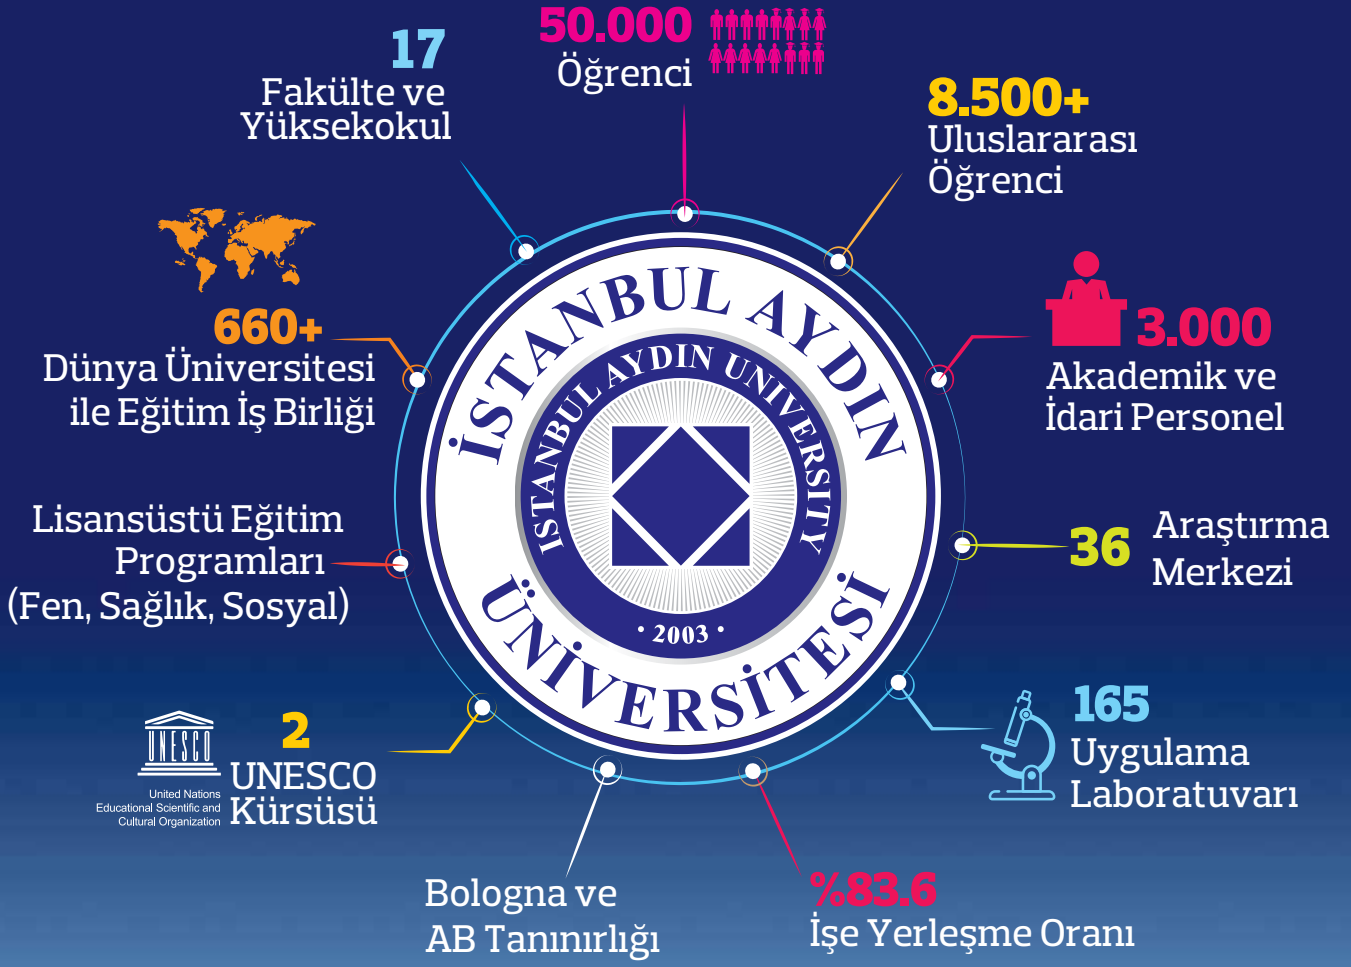 50.000
Öğrenci
17
Fakülte ve
Yüksekokul
8.500+
Uluslararası
Öğrenci
660+
Dünya Üniversitesi
ile Eğitim İş Birliği
3.000
Akademik ve
İdari Personel
İSTANBUL AYDIN
ÜNİVERSİTESİ
ISTANBUL AYDIN UNIVERSITY
· 2003 ·
Lisansüstü Eğitim
Programları
(Fen, Sağlık, Sosyal)
36
Araştırma
Merkezi
2
UNESCO
Kürsüsü
UNESCO
United Nations
Educational Scientific and
Cultural Organization
165
Uygulama
Laboratuvarı
Bologna ve
AB Tanınırlığı
%83.6
İşe Yerleşme Oranı